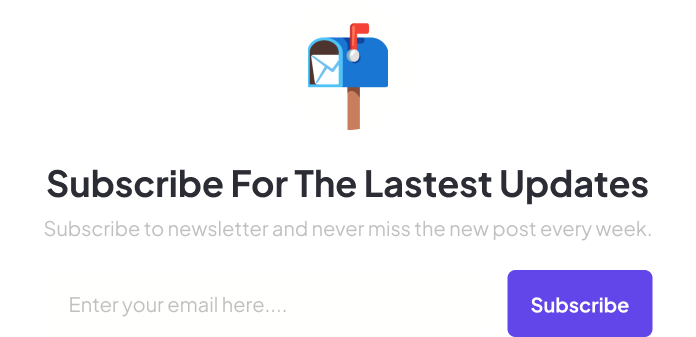 Subscribe For The Lastest Updates
Subscribe to newsletter and never miss the new post every week.
Enter your email here....
Subscribe